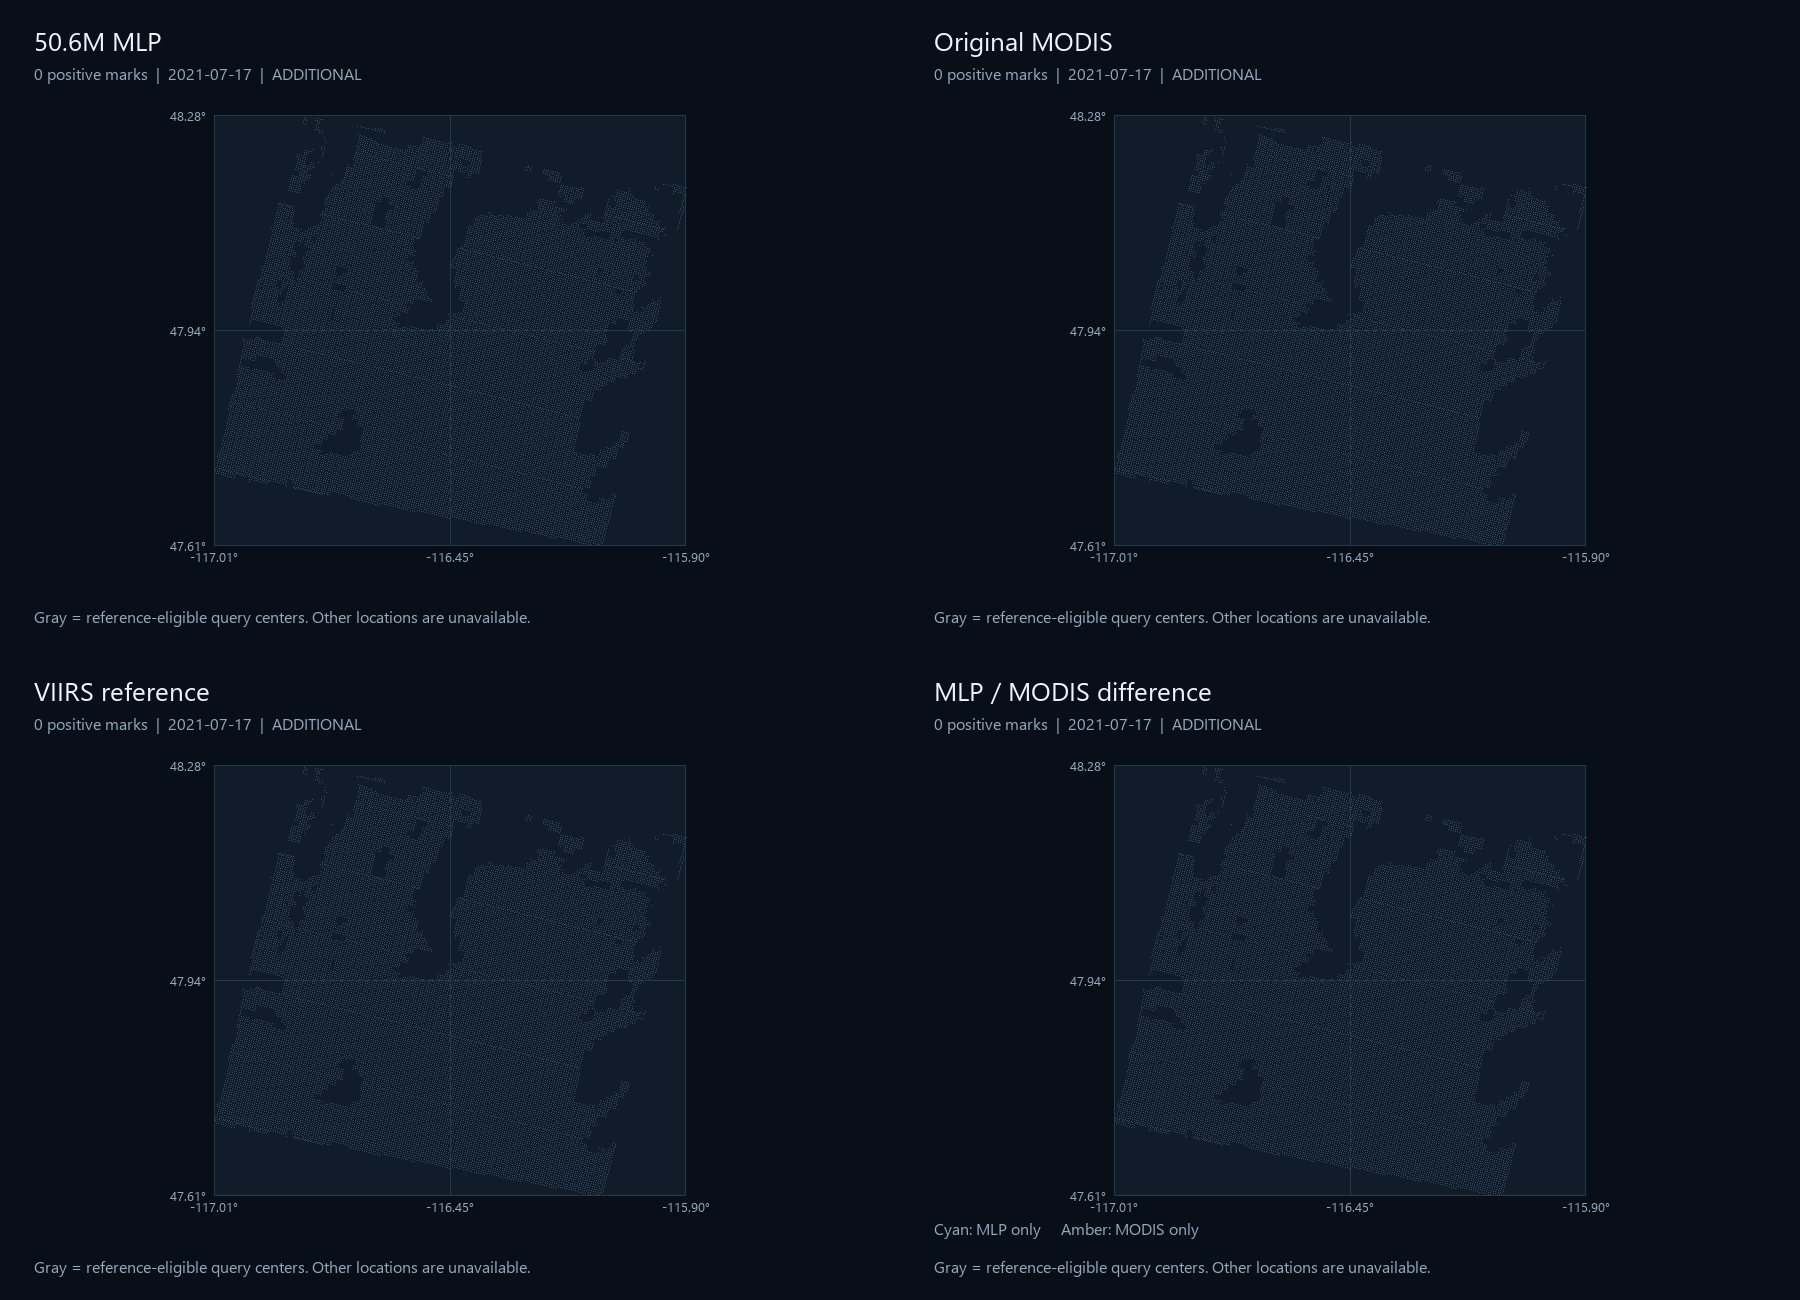 50.6M MLP
0 positive marks | 2021-07-17 | ADDITIONAL
48.28°
47.94°
47.61°
-117.01°
-116.45°
-115.90°
Gray = reference-eligible query centers. Other locations are unavailable.
Original MODIS
0 positive marks | 2021-07-17 | ADDITIONAL
48.28°
47.94°
47.61°
-117.01°
-116.45°
-115.90°
Gray = reference-eligible query centers. Other locations are unavailable.
VIIRS reference
0 positive marks | 2021-07-17 | ADDITIONAL
48.28°
47.94°
47.61°
-117.01°
-116.45°
-115.90°
Gray = reference-eligible query centers. Other locations are unavailable.
MLP / MODIS difference
0 positive marks | 2021-07-17 | ADDITIONAL
48.28°
47.94°
47.61°
-117.01°
-116.45°
-115.90°
Cyan: MLP only Amber: MODIS only
Gray = reference-eligible query centers. Other locations are unavailable.